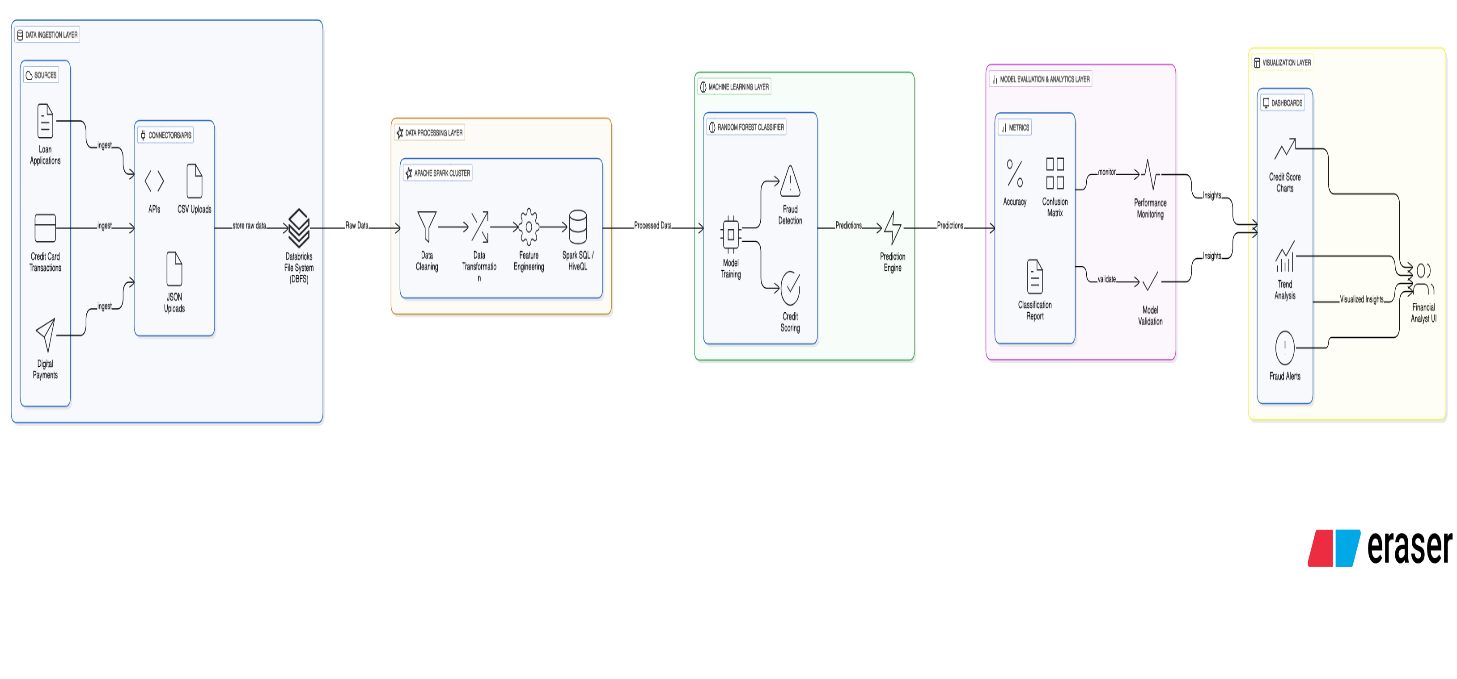 DATA INGESTION LAYER
SOURCES
Loan
Applications
Credit Card
Transactions
Digital
Payments
ingest
ingest
ingest
CONNECTORS/APIS
APIs
CSV Uploads
JSON
Uploads
store raw data
Databricks
File System
(DBFS)
Raw Data
DATA PROCESSING LAYER
APACHE SPARK CLUSTER
Data
Cleaning
Data
Transformatio
n
Feature
Engineering
Spark SQL /
HiveQL
Processed Data
MACHINE LEARNING LAYER
RANDOM FOREST CLASSIFIER
Model
Training
Fraud
Detection
Credit
Scoring
Predictions
Prediction
Engine
Predictions
MODEL EVALUATION & ANALYTICS LAYER
METRICS
Accuracy
Confusion
Matrix
Classification
Report
monitor
validate
Performance
Monitoring
Model
Validation
Insights
Insights
VISUALIZATION LAYER
DASHBOARDS
Credit Score
Charts
Trend
Analysis
Fraud Alerts
Visualized Insights
Financial
Analyst UI
eraser